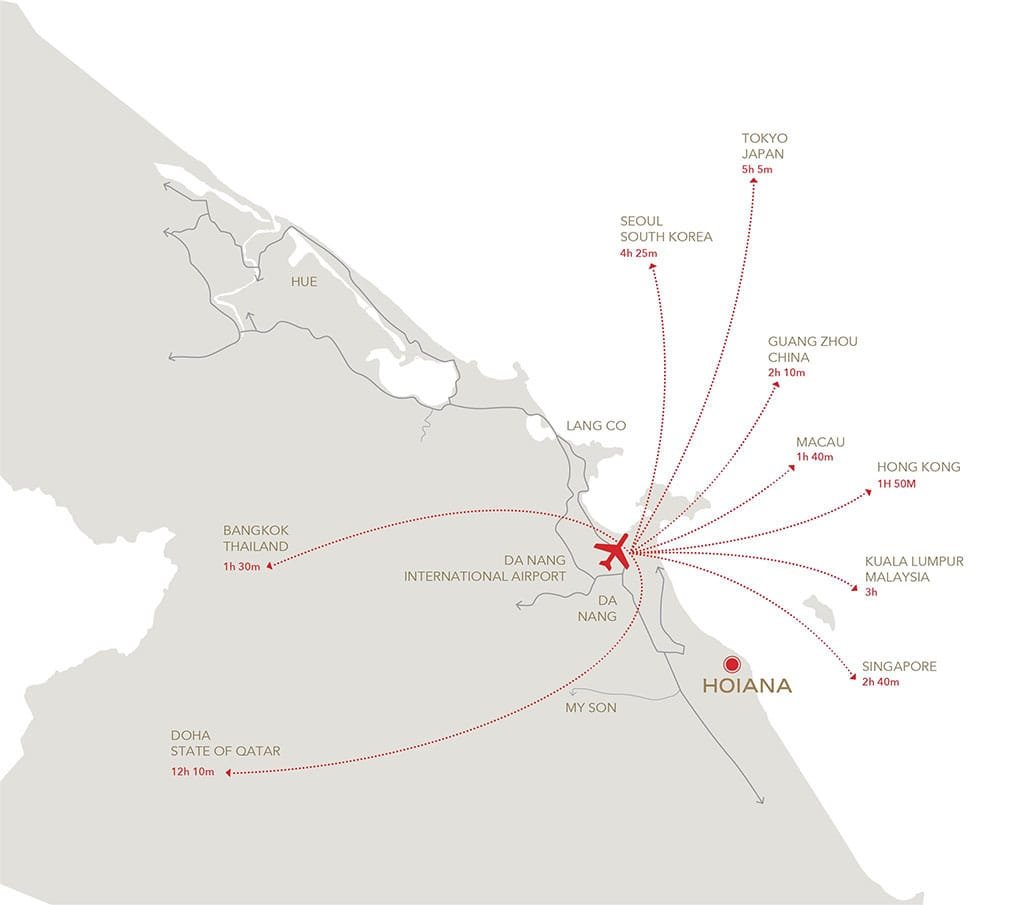 TOKYO
JAPAN
5h 5m
SEOUL
SOUTH KOREA
4h 25m
HUE
GUANG ZHOU
CHINA
2h 10m
LANG CO
MACAU
1h 40m
HONG KONG
1H 50M
BANGKOK
THAILAND
1h 30m
DA NANG
INTERNATIONAL AIRPORT
KUALA LUMPUR
MALAYSIA
3h
DA
NANG
SINGAPORE
2h 40m
HOIANA
MY SON
DOHA
STATE OF QATAR
12h 10m